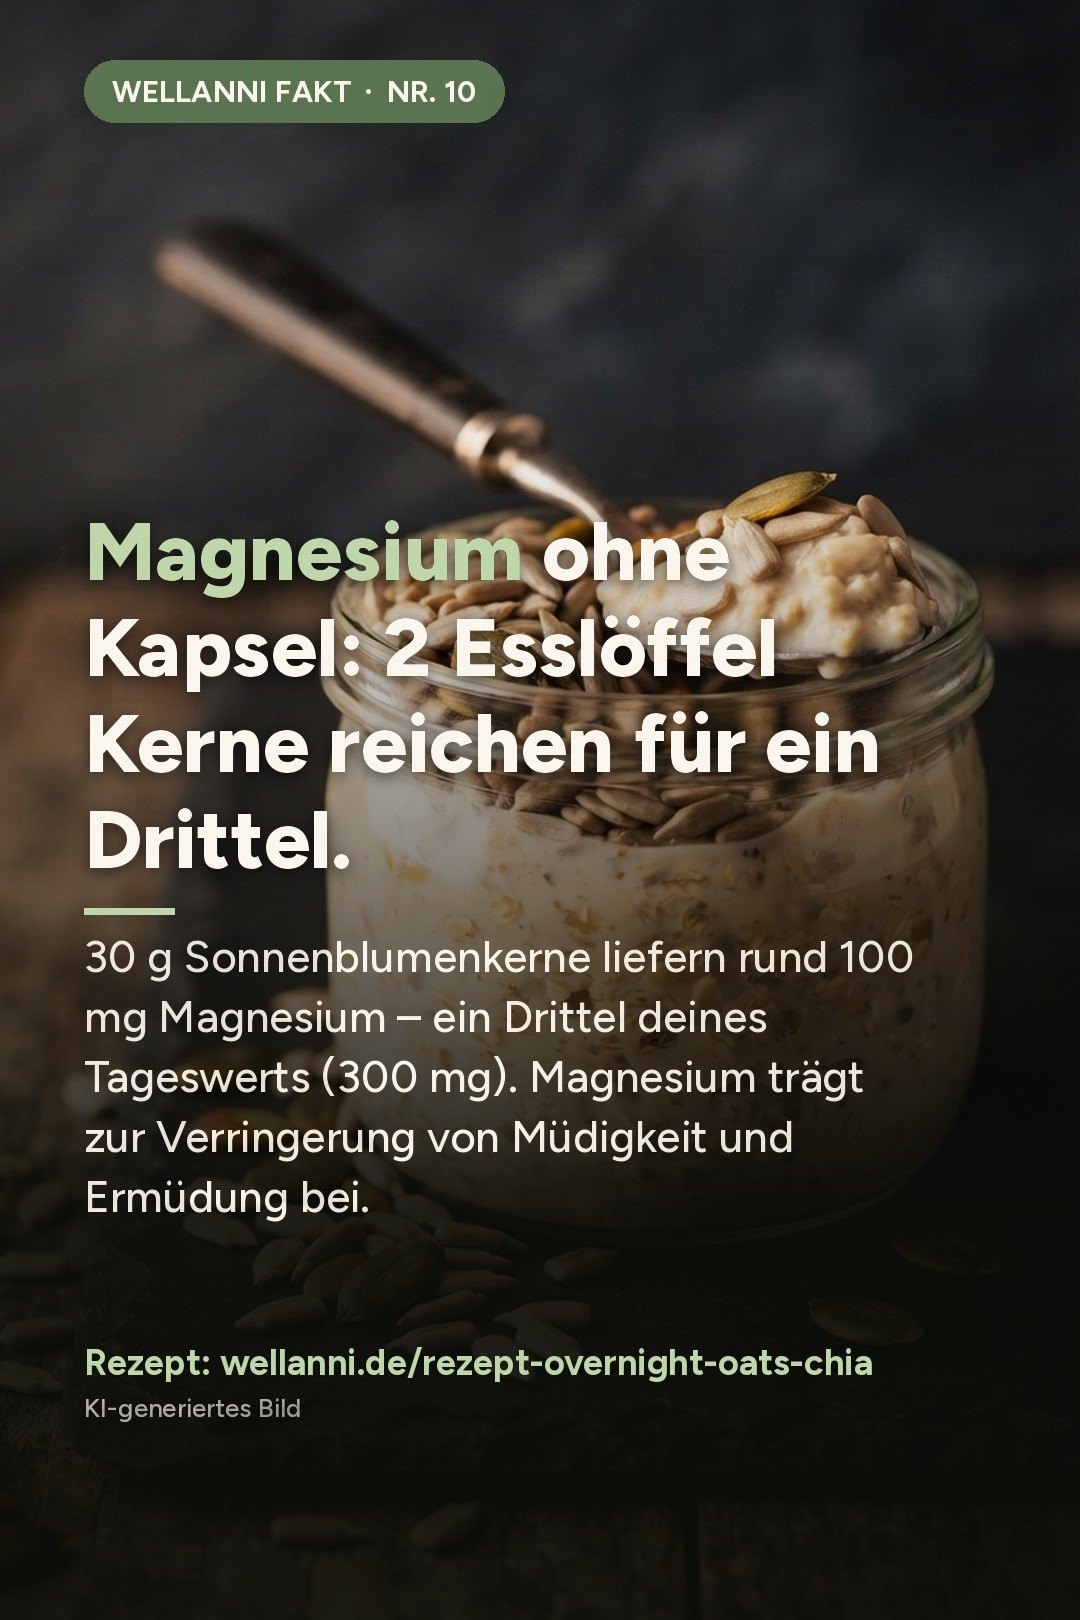 WELLANNI FAKT · NR. 10
Magnesium ohne
Kapsel: 2 Esslöffel
Kerne reichen für ein
Drittel.
30 g Sonnenblumenkerne liefern rund 100
mg Magnesium – ein Drittel deines
Tageswerts (300 mg). Magnesium trägt
zur Verringerung von Müdigkeit und
Ermüdung bei.
Rezept: wellanni.de/rezept-overnight-oats-chia
KI-generiertes Bild